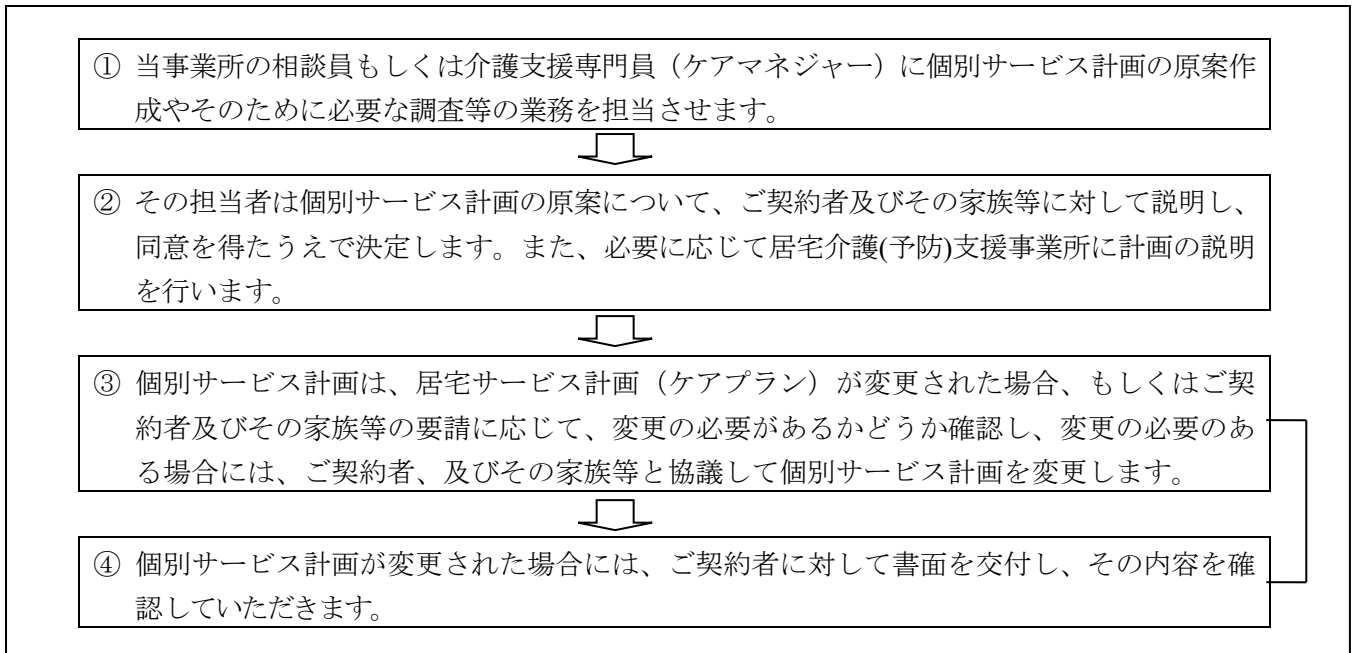 ① 当事業所の相談員もしくは介護支援専門員（ケアマネジャー）に個別サービス計画の原案作
成やそのために必要な調査等の業務を担当させます。
② その担当者は個別サービス計画の原案について、ご契約者及びその家族等に対して説明し、
同意を得たうえで決定します。また、必要に応じて居宅介護(予防)支援事業所に計画の説明
を行います。
③ 個別サービス計画は、居宅サービス計画（ケアプラン）が変更された場合、もしくはご契
約者及びその家族等の要請に応じて、変更の必要があるかどうか確認し、変更の必要のあ
る場合には、ご契約者、及びその家族等と協議して個別サービス計画を変更します。
④ 個別サービス計画が変更された場合には、ご契約者に対して書面を交付し、その内容を確
認していただきます。